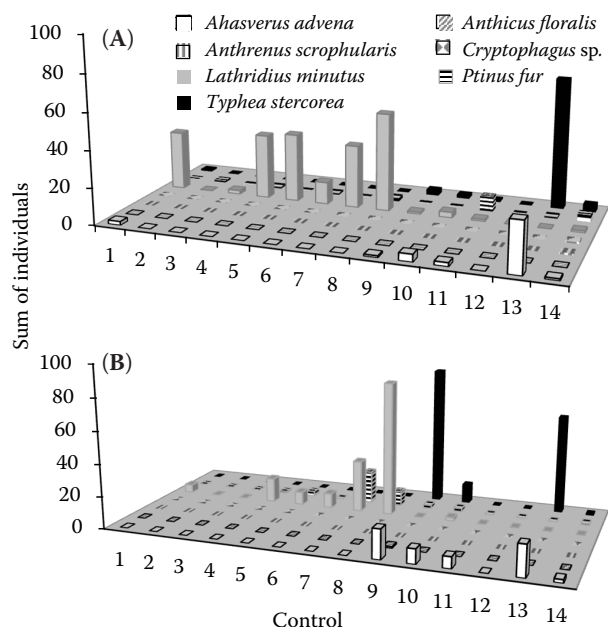 (A)
Ahasverus advena
Anthicus floralis
Anthrenus scrophularis
Cryptophagus sp.
Lathridius minutus
Ptinus fur
Typhea stercorea
100
80
60
40
20
0
1 2 3 4 5 6 7 8 9 10 11 12 13 14
Sum of individuals
(B)
100
80
60
40
20
0
1 2 3 4 5 6 7 8 9 10 11 12 13 14
Control